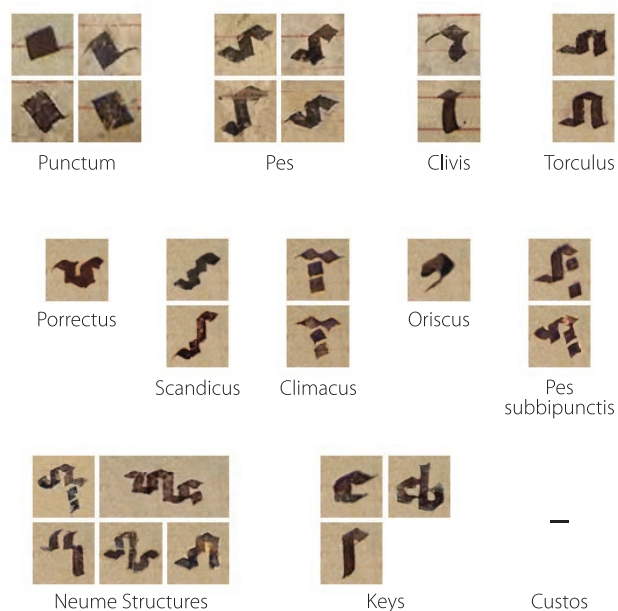 Punctum Pes Clivis Torculus
Porrectus Scandicus Climacus Oriscus Pes
subbipunctis
Neume Structures Keys Custos